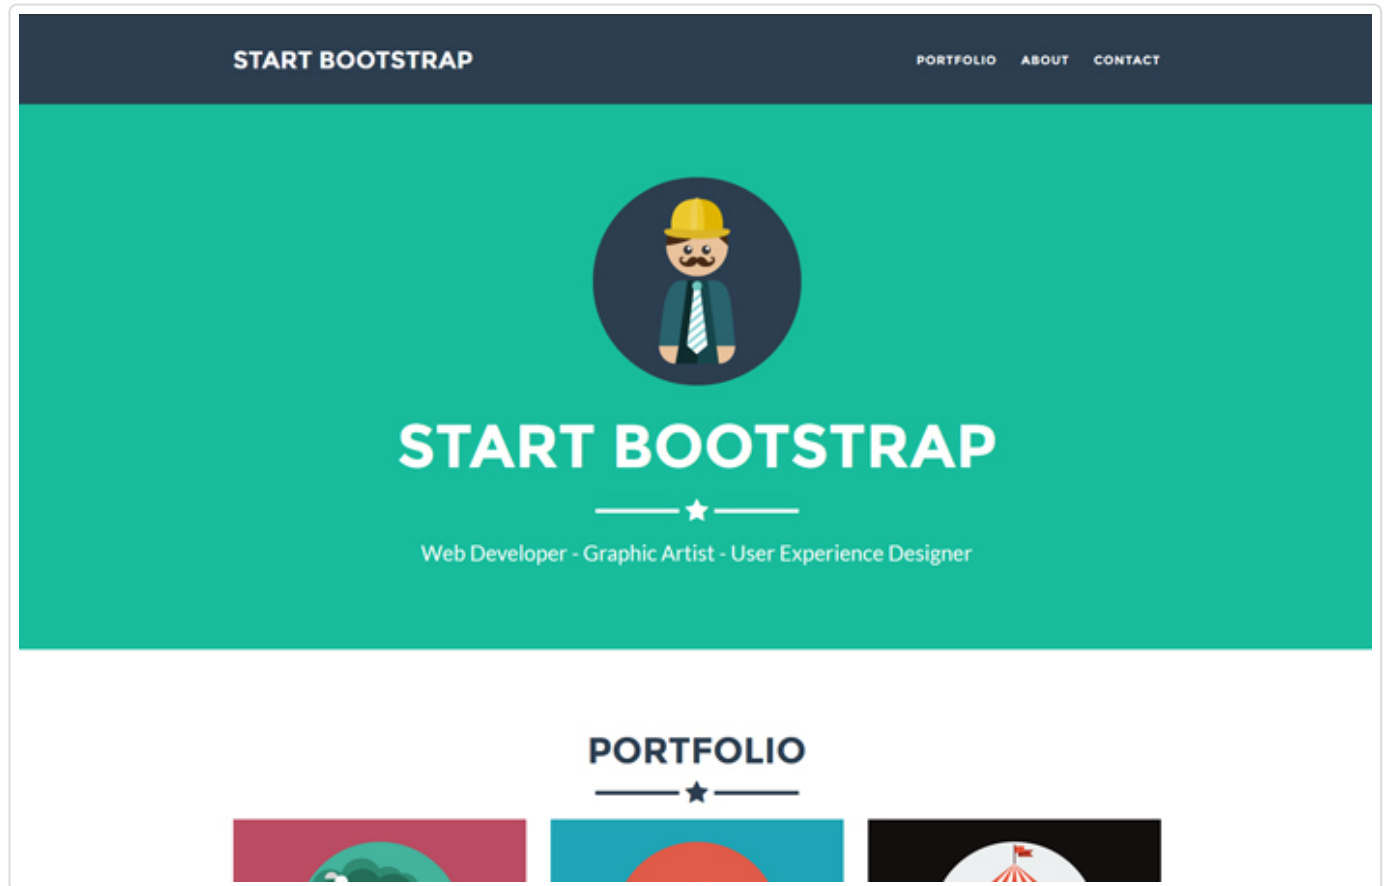 START BOOTSTRAP
PORTFOLIO ABOUT CONTACT
START BOOTSTRAP
Web Developer - Graphic Artist - User Experience Designer
PORTFOLIO